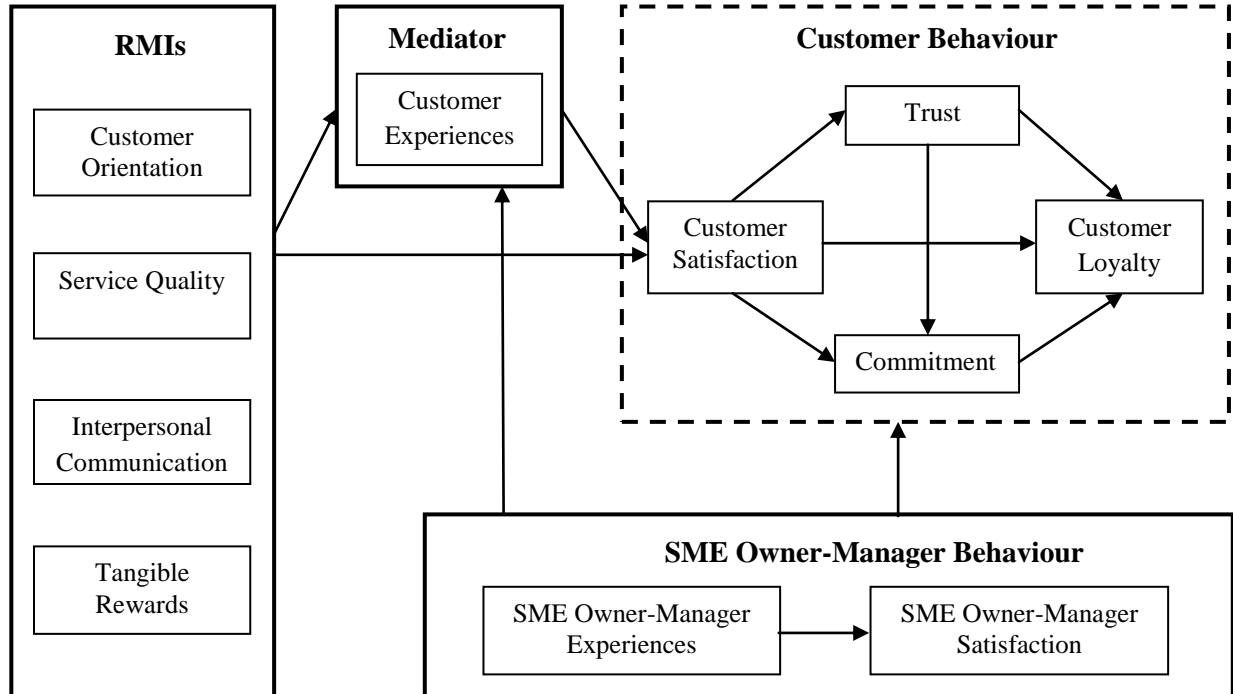 RMIs
Customer
Orientation
Service Quality
Interpersonal
Communication
Tangible
Rewards
Mediator
Customer
Experiences
Customer Behaviour
Trust
Customer
Satisfaction
Customer
Loyalty
Commitment
SME Owner-Manager Behaviour
SME Owner-Manager
Experiences
SME Owner-Manager
Satisfaction